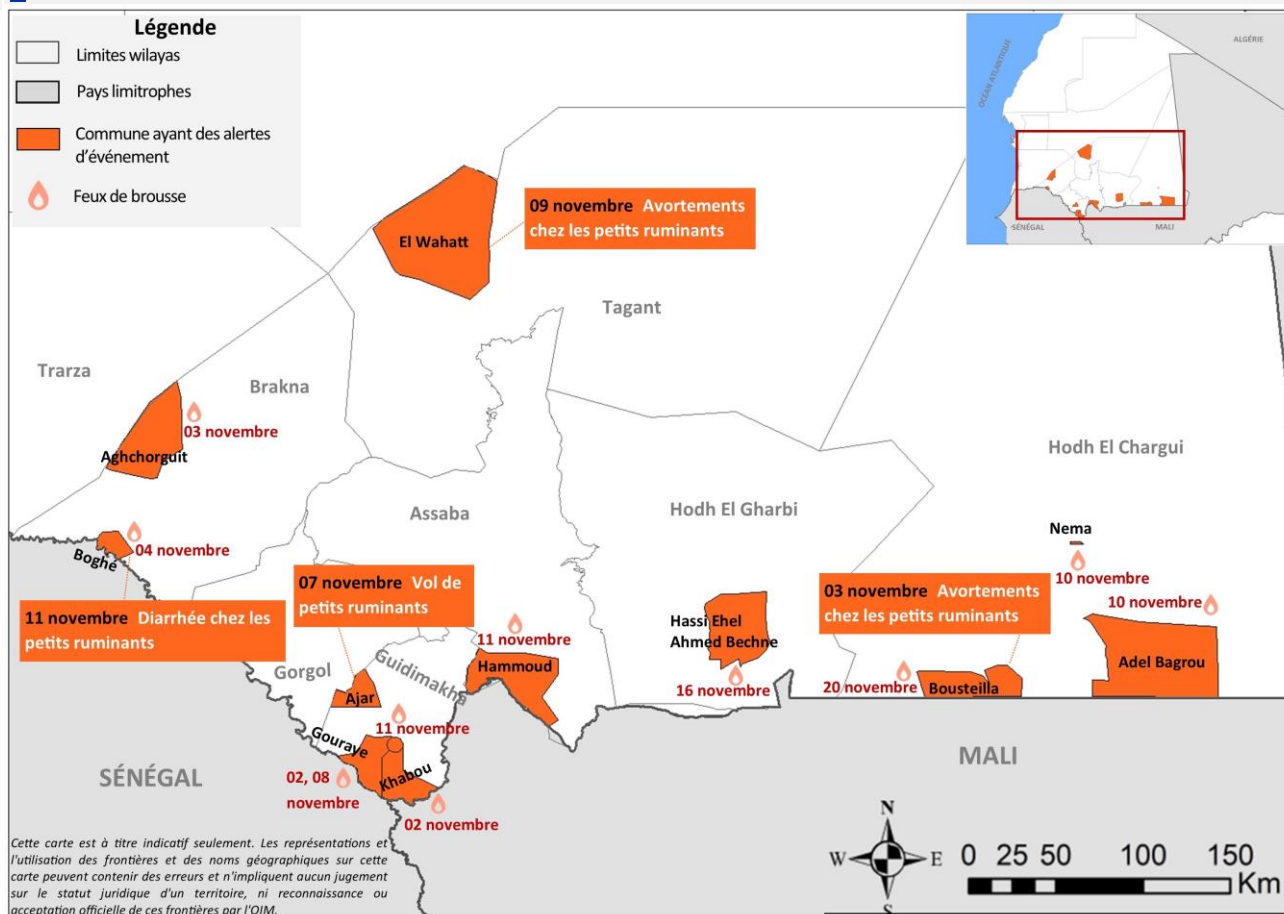 Légende
Limites wilayas
Pays limitrophes
Commune ayant des alertes
d'événement
Feux de brousse
OCÉAN ATLANTIQUE
ALGÉRIE
SÉNÉGAL
MALI
El Wahatt
09 novembre Avortements
chez les petits ruminants
Tagant
Trarza
Brakna
03 novembre
Aghchorguit
Hodh El Chargui
Assaba
Hodh El Gharbi
Nema
04 novembre
Boghé
10 novembre
07 novembre Vol de
petits ruminants
03 novembre Avortements
chez les petits ruminants
10 novembre
11 novembre Diarrhée chez les
petits ruminants
Hassi Ehel
Ahmed Bechne
11 novembre
Hammoud
Adel Bagrou
Gorgol
Guidimakha
16 novembre
20 novembre
Bousteilla
Ajar
11 novembre
Gouraye
Khabou
SÉNÉGAL
02, 08
novembre
02 novembre
MALI
Cette carte est à titre indicatif seulement. Les représentations et
l'utilisation des frontières et des noms géographiques sur cette
carte peuvent contenir des erreurs et n'impliquent aucun jugement
sur le statut juridique d'un territoire, ni reconnaissance ou
acceptation officielle de ces frontières par l'OIM.
N
W
E
S
0 25 50 100 150
Km